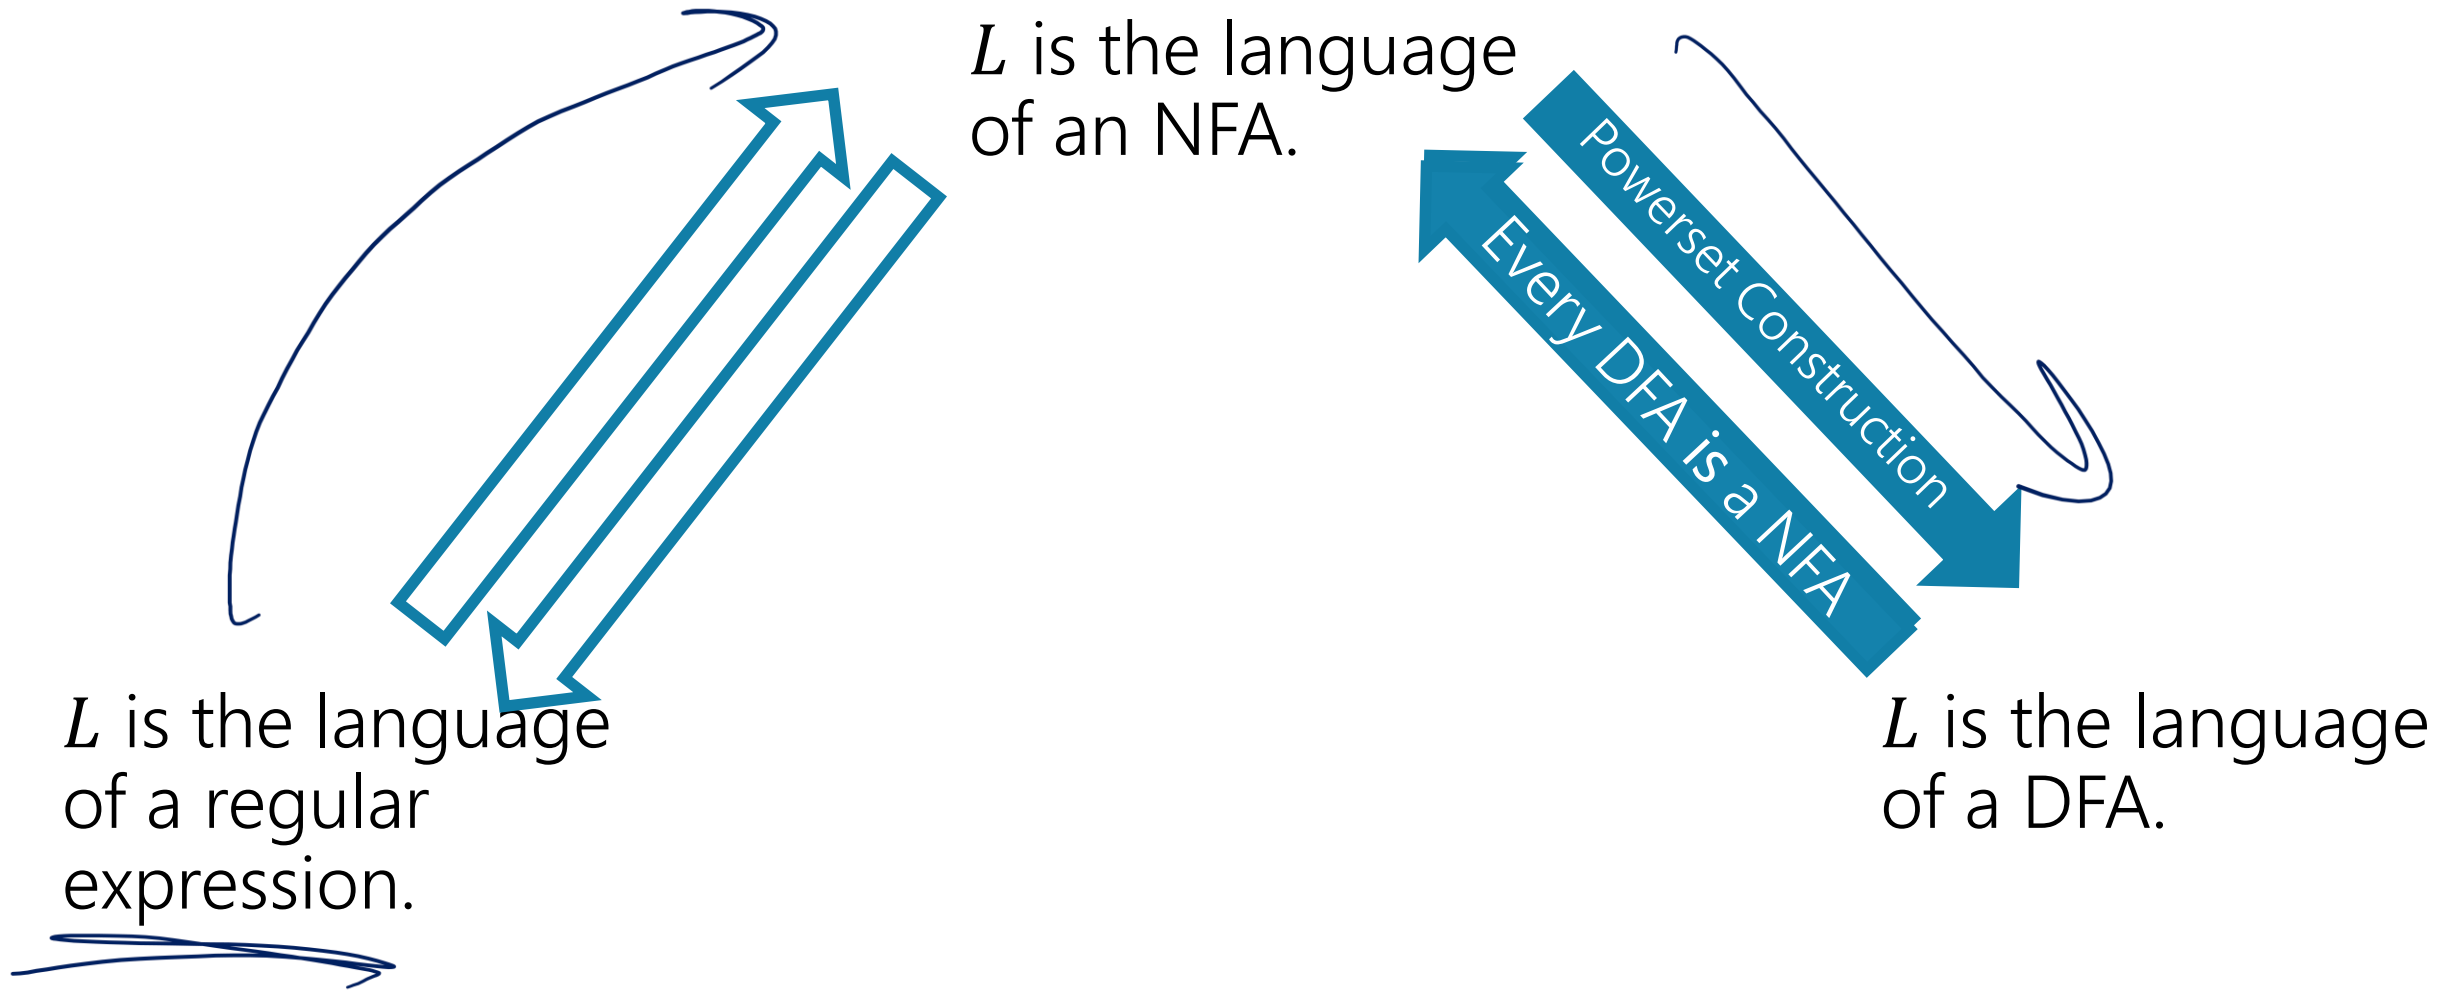 L is the language
of an NFA.
Powerset Construction
Every DFA is a NFA
L is the language
of a regular
expression.
L is the language
of a DFA.